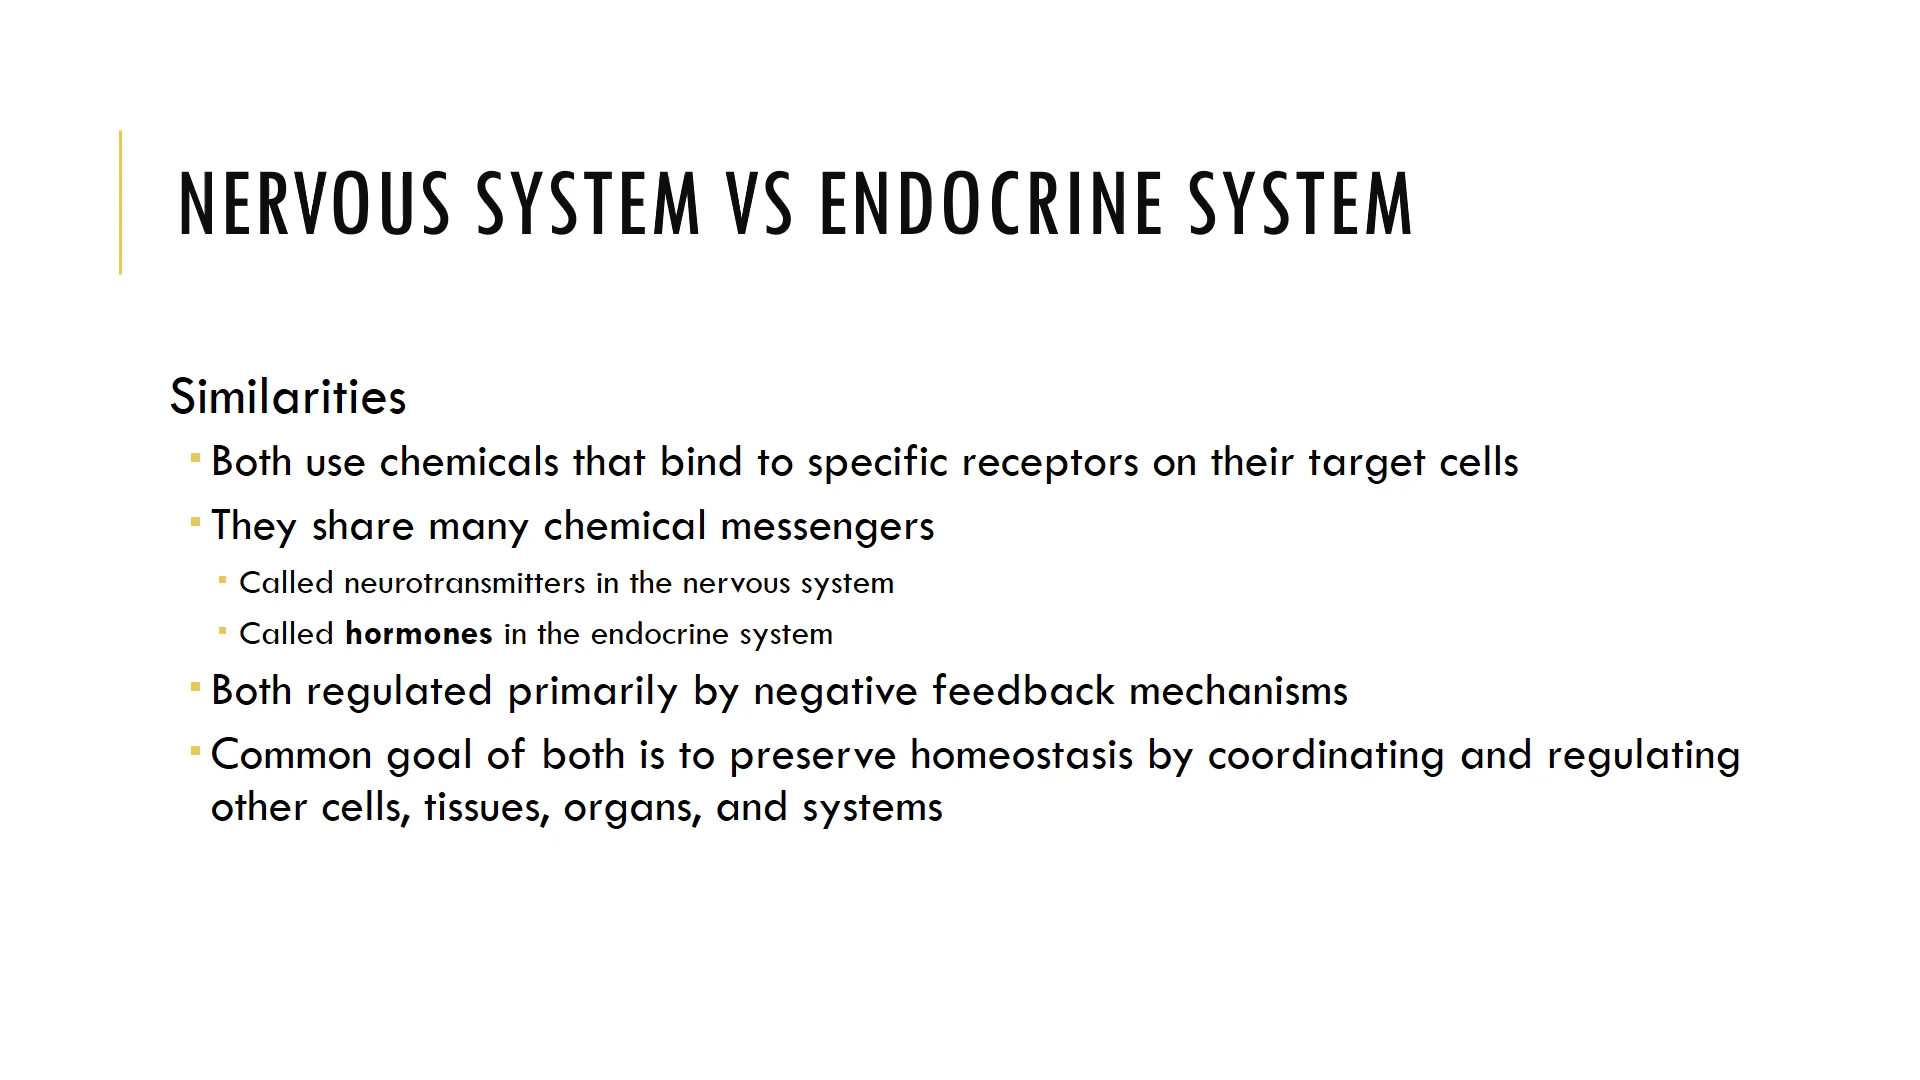 NERVOUS SYSTEM VS ENDOCRINE SYSTEM
Similarities
Both use chemicals that bind to specific receptors on their target cells
They share many chemical messengers
Called neurotransmitters in the nervous system
Called hormones in the endocrine system
Both regulated primarily by negative feedback mechanisms
Common goal of both is to preserve homeostasis by coordinating and regulating
other cells, tissues, organs, and systems